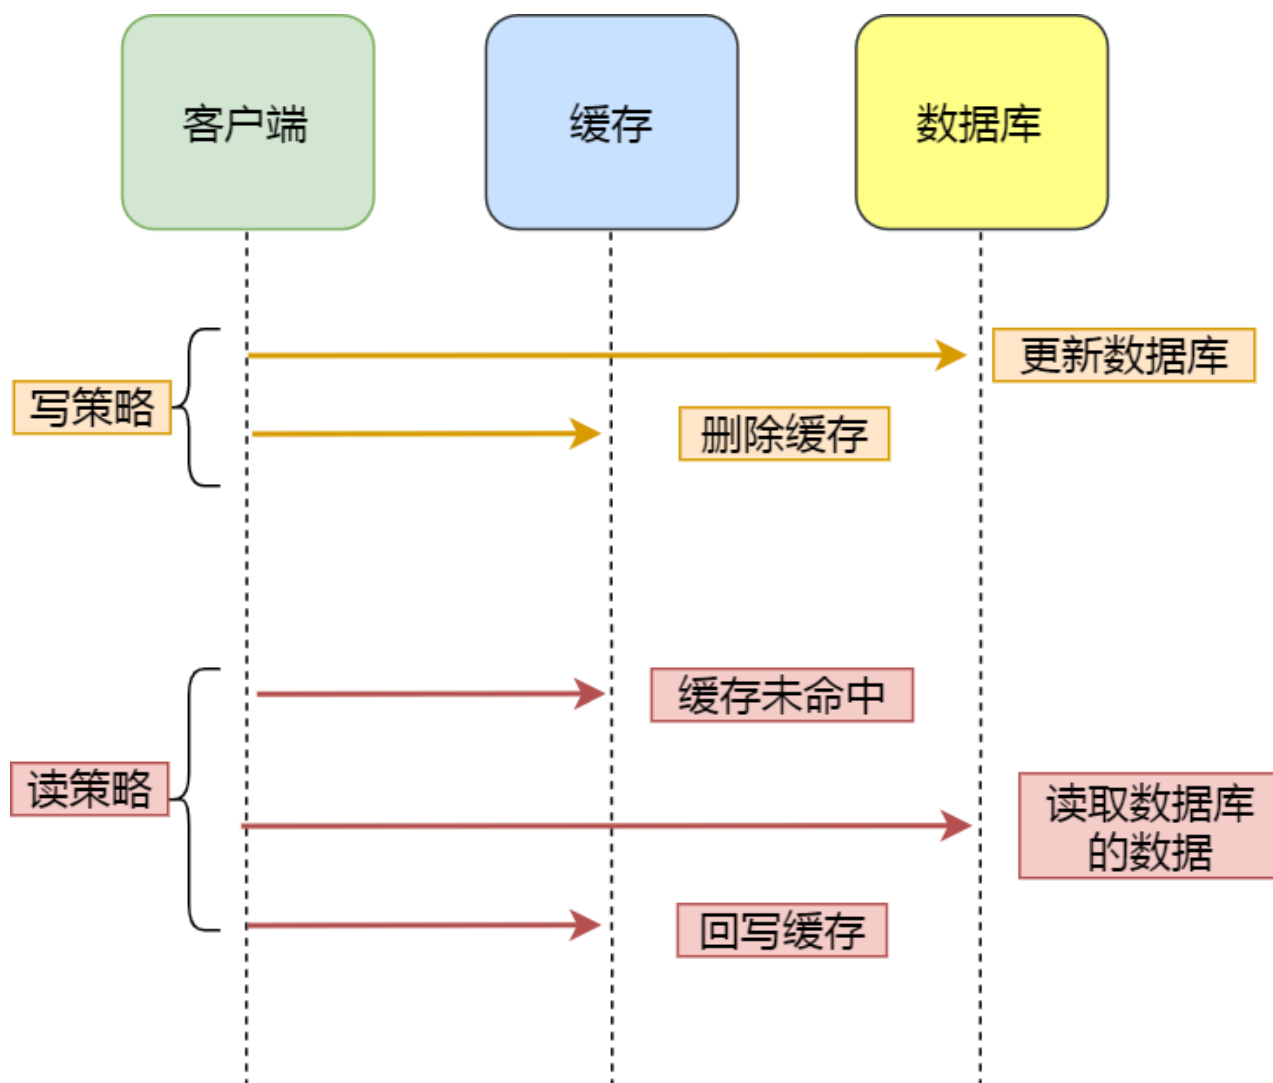 客户端
缓存
数据库
更新数据库
写策略
删除缓存
缓存未命中
读策略
读取数据库
的数据
回写缓存